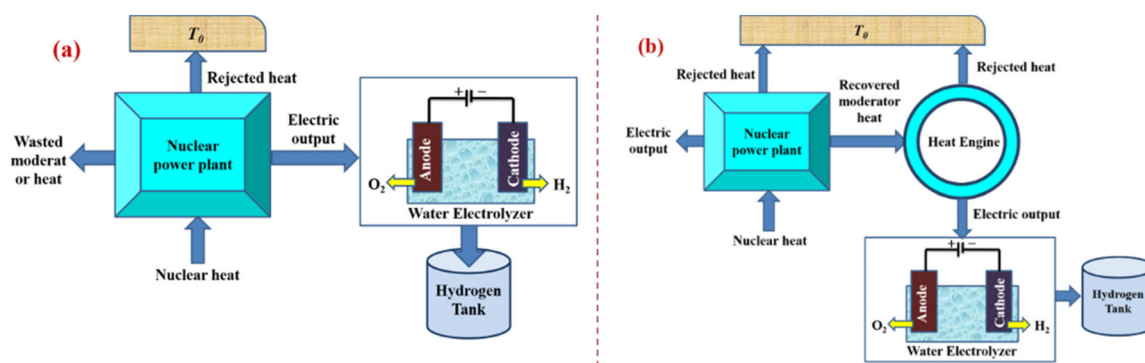 (a)
T0
Rejected heat
Wasted
moderat
or heat
Nuclear
power plant
Electric
output
Nuclear heat
+ −
Anode
Cathode
O2
H2
Water Electrolyzer
Hydrogen
Tank
(b)
T0
Rejected heat
Rejected heat
Recovered
moderator
heat
Electric
output
Nuclear
power plant
Heat Engine
Nuclear heat
Electric output
+ −
Anode
Cathode
O2
H2
Water Electrolyzer
Hydrogen
Tank